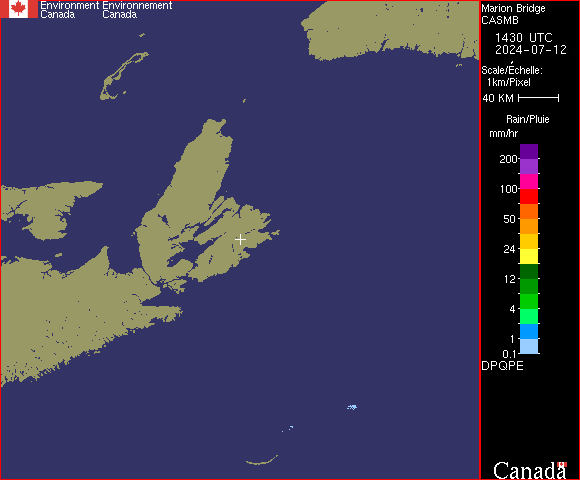 Environment Environnement
Canada Canada
Marion Bridge
CASMB
1430 UTC
2024-07-12
Scale/Échelle:
1km/Pixel
40 KM
Rain/Pluie
mm/hr
200
100
50
24
12
4
1
0.1
DPQPE
Canada